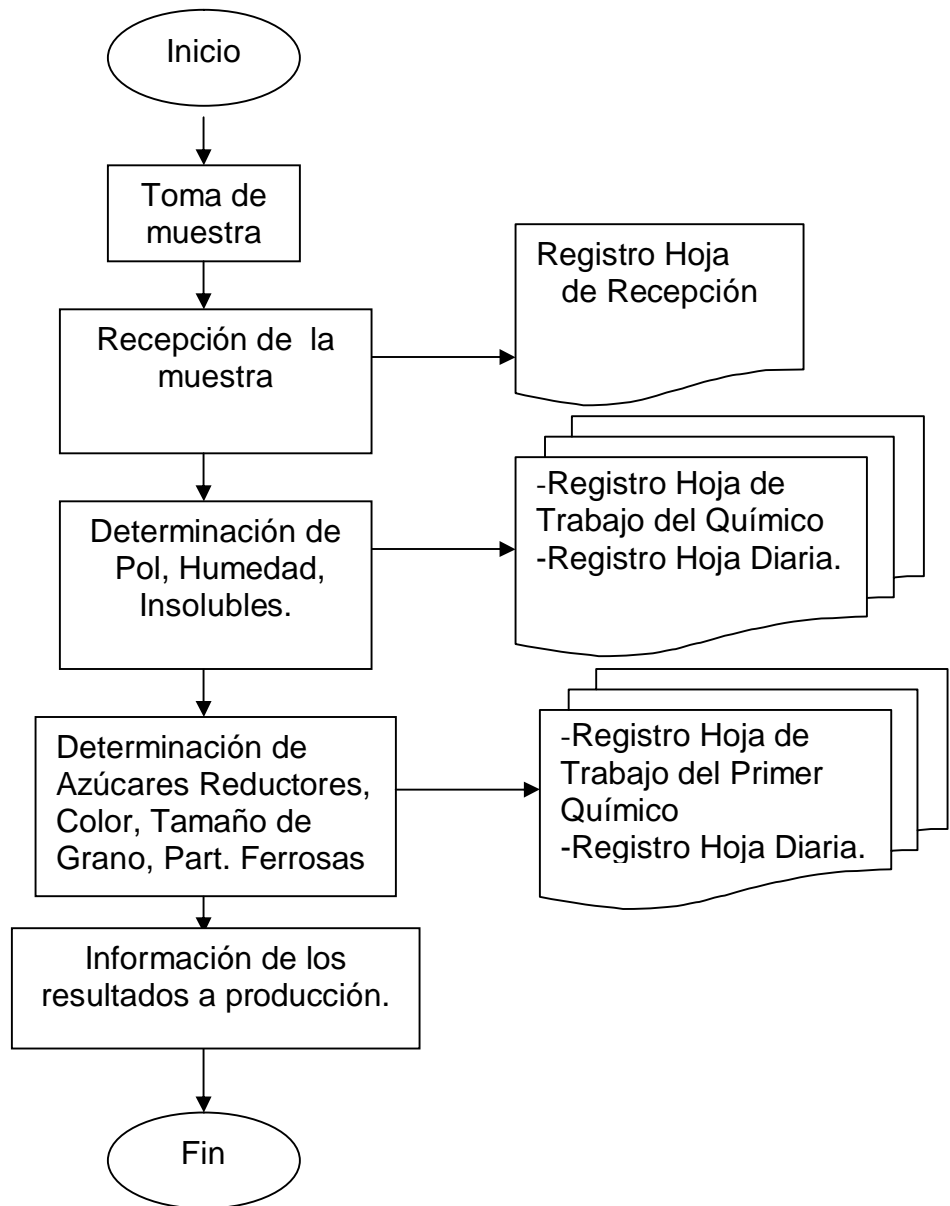 Inicio
Toma de
muestra
Recepción de la
muestra
Registro Hoja
de Recepción
Determinación de
Pol, Humedad,
Insolubles.
-Registro Hoja de
Trabajo del Químico
-Registro Hoja Diaria.
Determinación de
Azúcares Reductores,
Color, Tamaño de
Grano, Part. Ferrosas
-Registro Hoja de
Trabajo del Primer
Químico
-Registro Hoja Diaria.
Información de los
resultados a producción.
Fin